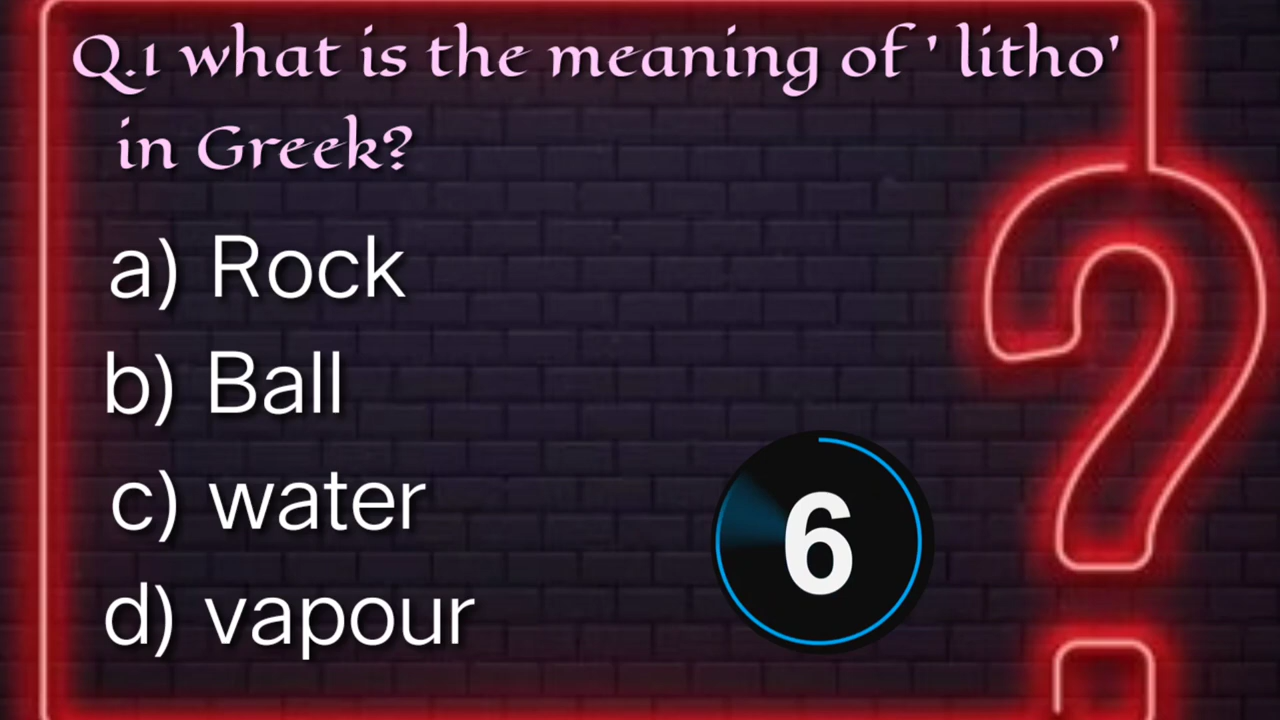 Q.1 what is the meaning of ' litho'
in Greek?
a) Rock
b) Ball
c) water
d) vapour
6